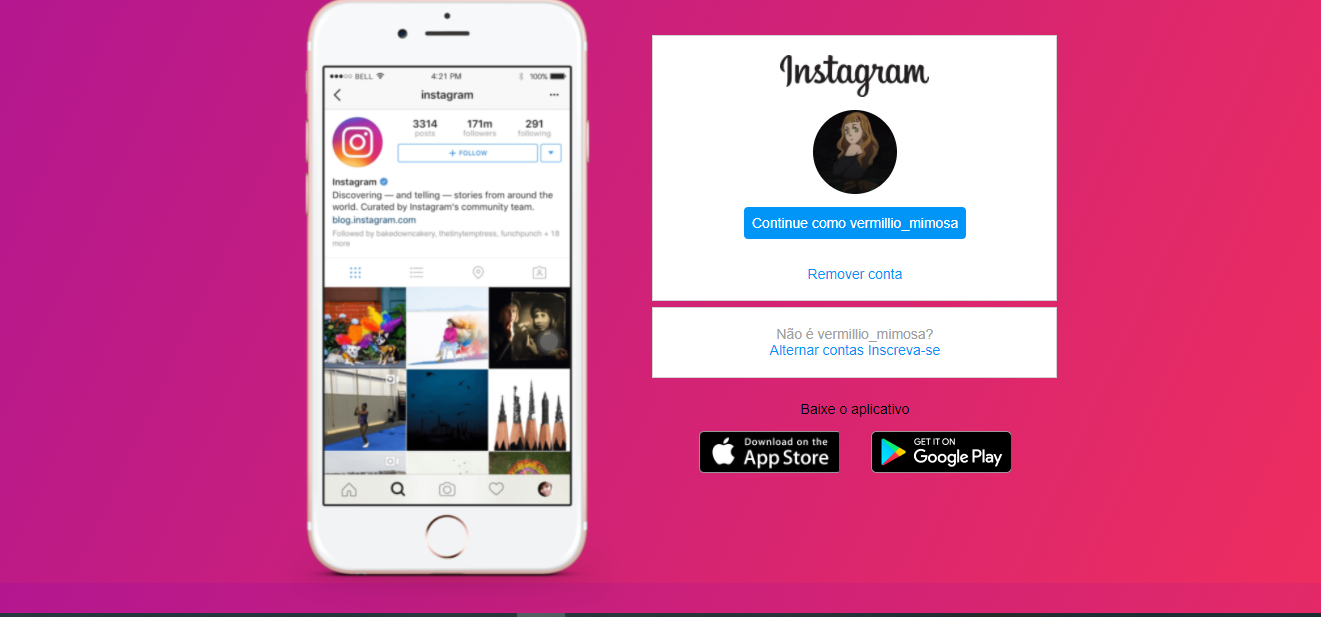 BELL
4:21 PM
100%
instagram
3314
171m
291
posts
followers
following
+ FOLLOW
Instagram
Discovering — and telling — stories from around the
world. Curated by Instagram's community team.
blog.instagram.com
Followed by bakedowncakery, thetinytemptress, funchpunch + 18
more
Instagram
Continue como vermillio_mimosa
Remover conta
Não é vermillio_mimosa?
Alternar contas Inscreva-se
Baixe o aplicativo
Download on the
App Store
GET IT ON
Google Play